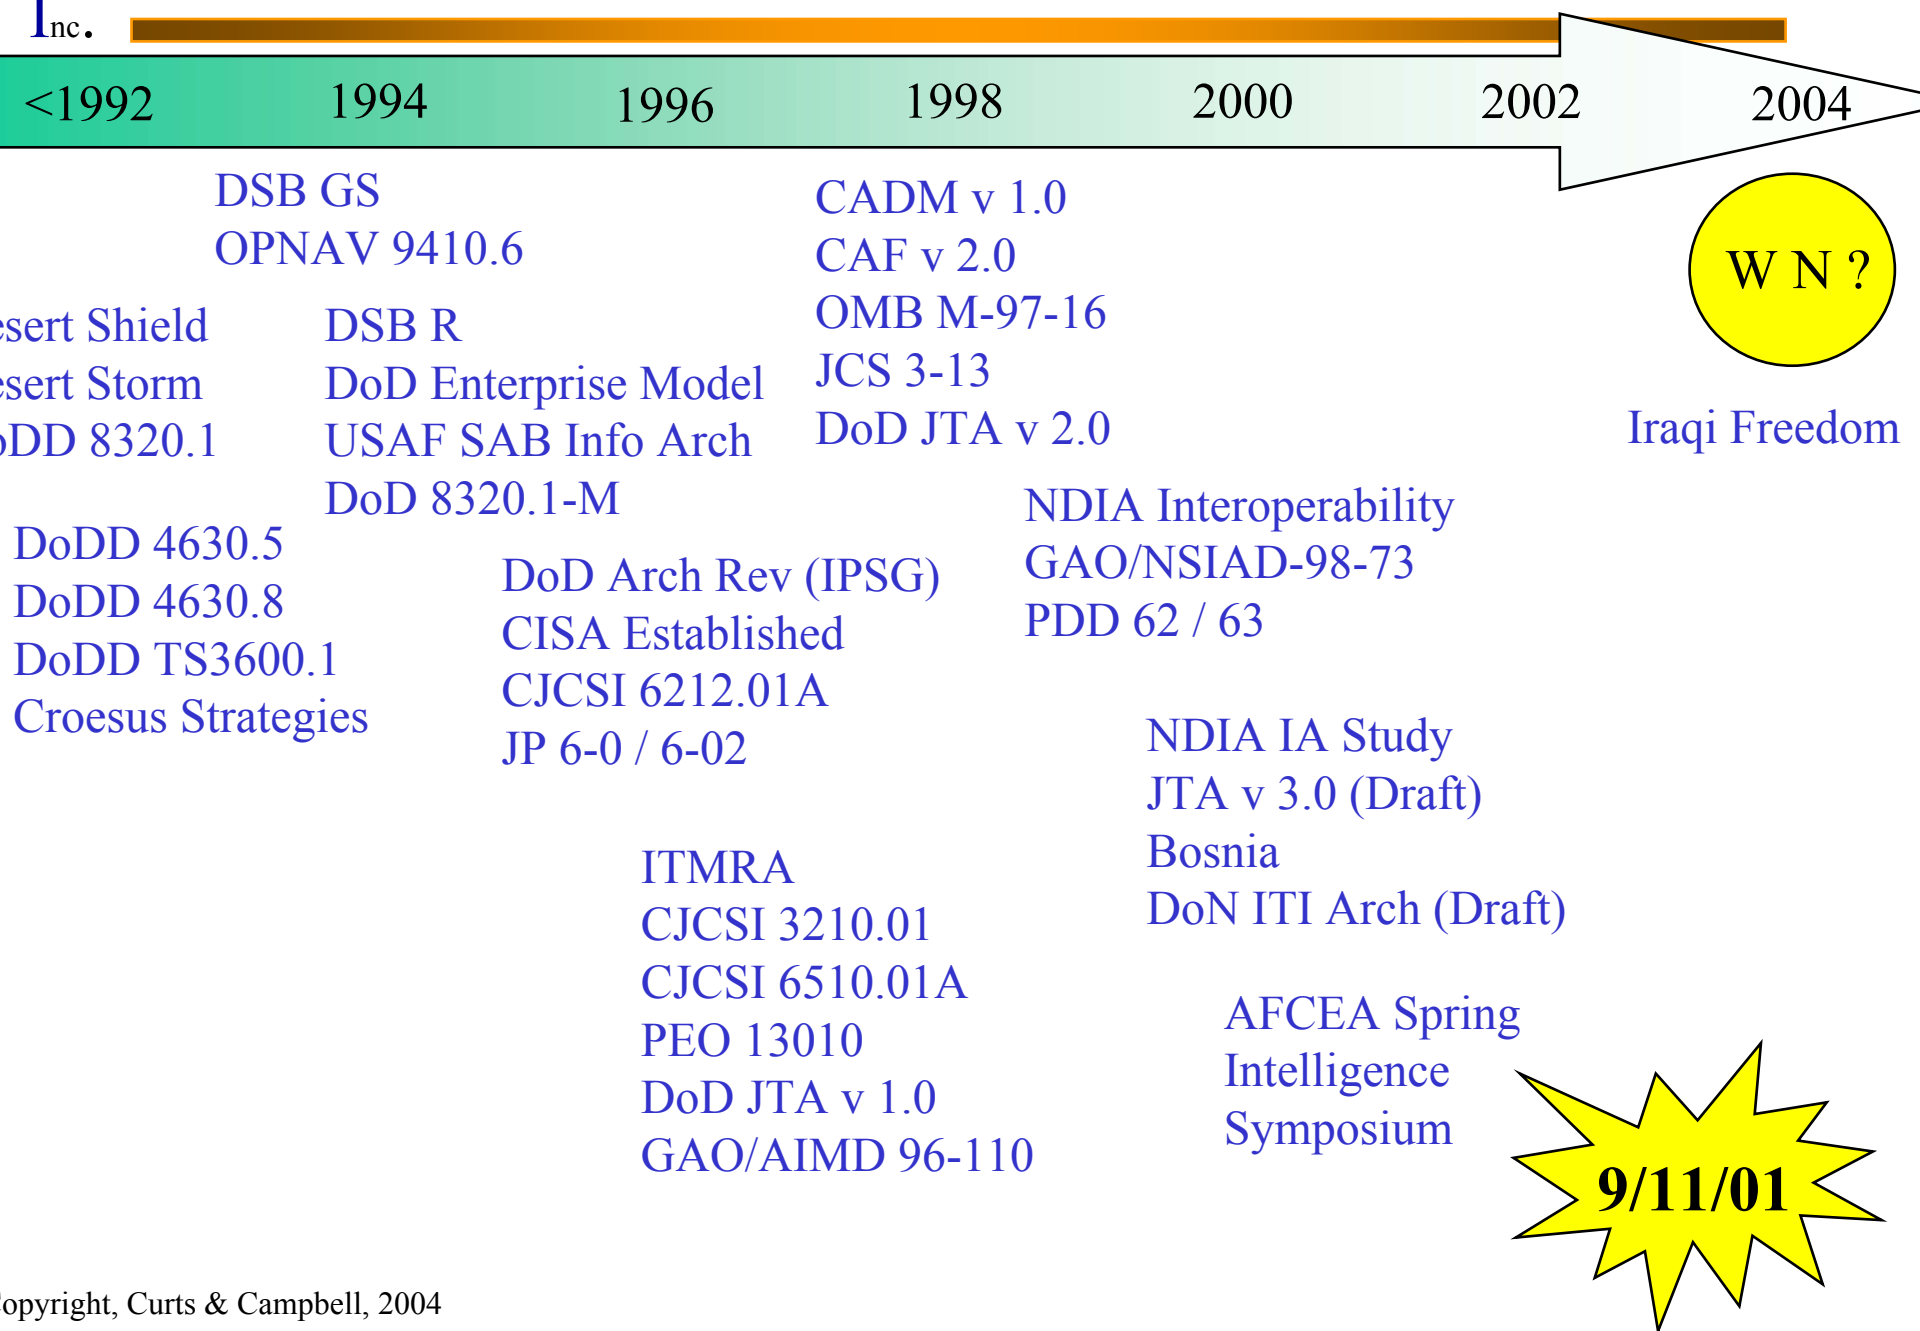 Inc.
<1992 1994 1996 1998 2000 2002 2004
DSB GS
OPNAV 9410.6
esert Shield
esert Storm
DD 8320.1
DSB R
DoD Enterprise Model
USAF SAB Info Arch
DoD 8320.1-M
CADM v 1.0
CAF v 2.0
OMB M-97-16
JCS 3-13
DoD JTA v 2.0
W N ?
Iraqi Freedom
DoDD 4630.5
DoDD 4630.8
DoDD TS3600.1
Croesus Strategies
DoD Arch Rev (IPSG)
CISA Established
CJCSI 6212.01A
JP 6-0 / 6-02
NDIA Interoperability
GAO/NSIAD-98-73
PDD 62 / 63
NDIA IA Study
JTA v 3.0 (Draft)
Bosnia
DoN ITI Arch (Draft)
ITMRA
CJCSI 3210.01
CJCSI 6510.01A
PEO 13010
DoD JTA v 1.0
GAO/AIMD 96-110
AFCEA Spring
Intelligence
Symposium
9/11/01
opyright, Curts & Campbell, 2004